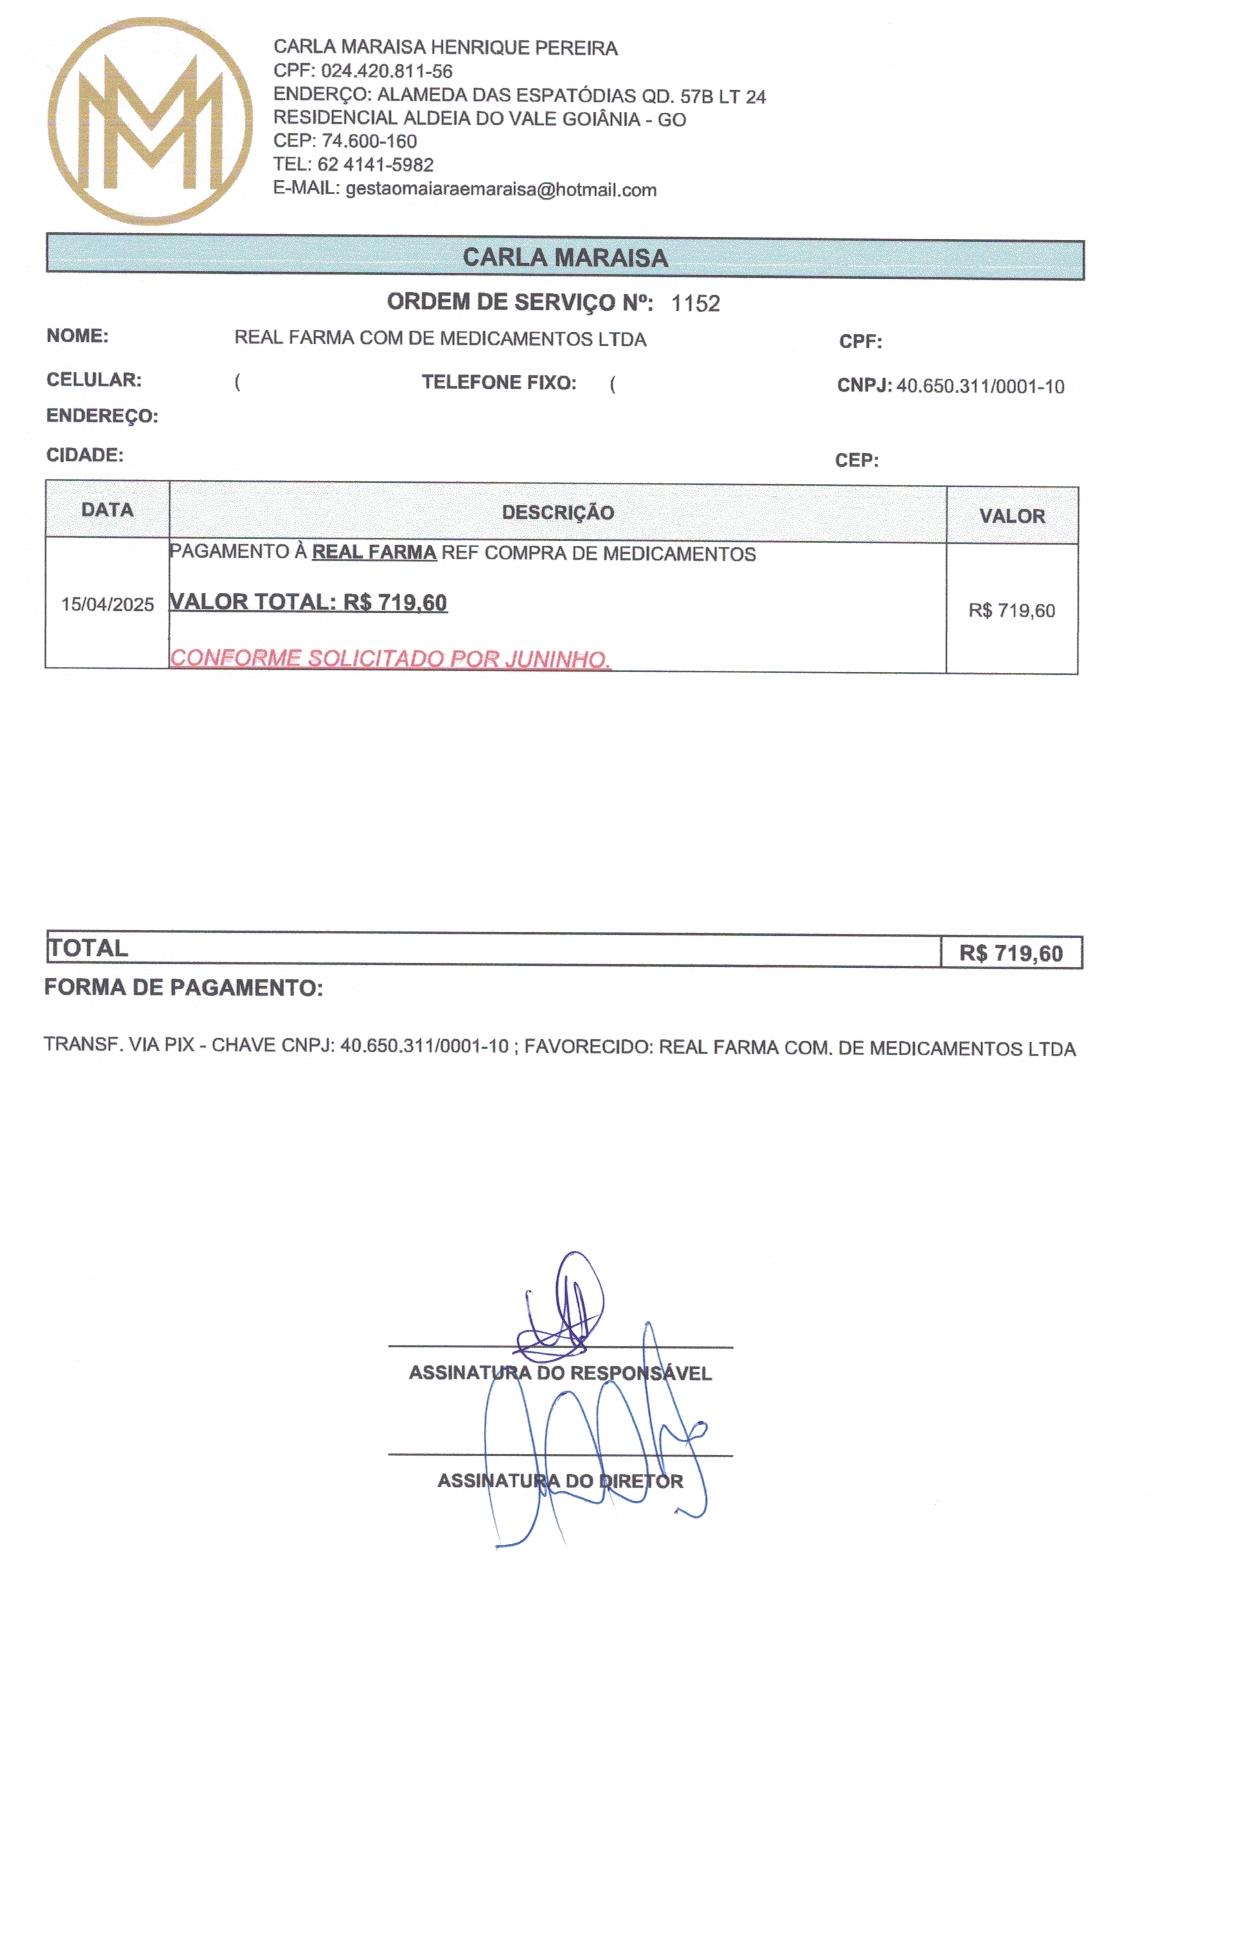 MM
CARLA MARAISA HENRIQUE PEREIRA
CPF: 024.420.811-56
ENDERÇO: ALAMEDA DAS ESPATÓDIAS QD. 57B LT 24
RESIDENCIAL ALDEIA DO VALE GOIÂNIA - GO
CEP: 74.600-160
TEL: 62 4141-5982
E-MAIL: gestaomaiaraemaraisa@hotmail.com
CARLA MARAISA
ORDEM DE SERVIÇO Nº: 1152
NOME: REAL FARMA COM DE MEDICAMENTOS LTDA CPF:
CELULAR: ( TELEFONE FIXO: ( CNPJ: 40.650.311/0001-10
ENDEREÇO:
CIDADE: CEP:
DATA DESCRIÇÃO VALOR
PAGAMENTO À REAL FARMA REF COMPRA DE MEDICAMENTOS
15/04/2025 VALOR TOTAL: R$ 719,60 R$ 719,60
CONFORME SOLICITADO POR JUNINHO.
TOTAL R$ 719,60
FORMA DE PAGAMENTO:
TRANSF. VIA PIX - CHAVE CNPJ: 40.650.311/0001-10 ; FAVORECIDO: REAL FARMA COM. DE MEDICAMENTOS LTDA
ASSINATURA DO RESPONSÁVEL
ASSINATURA DO DIRETOR